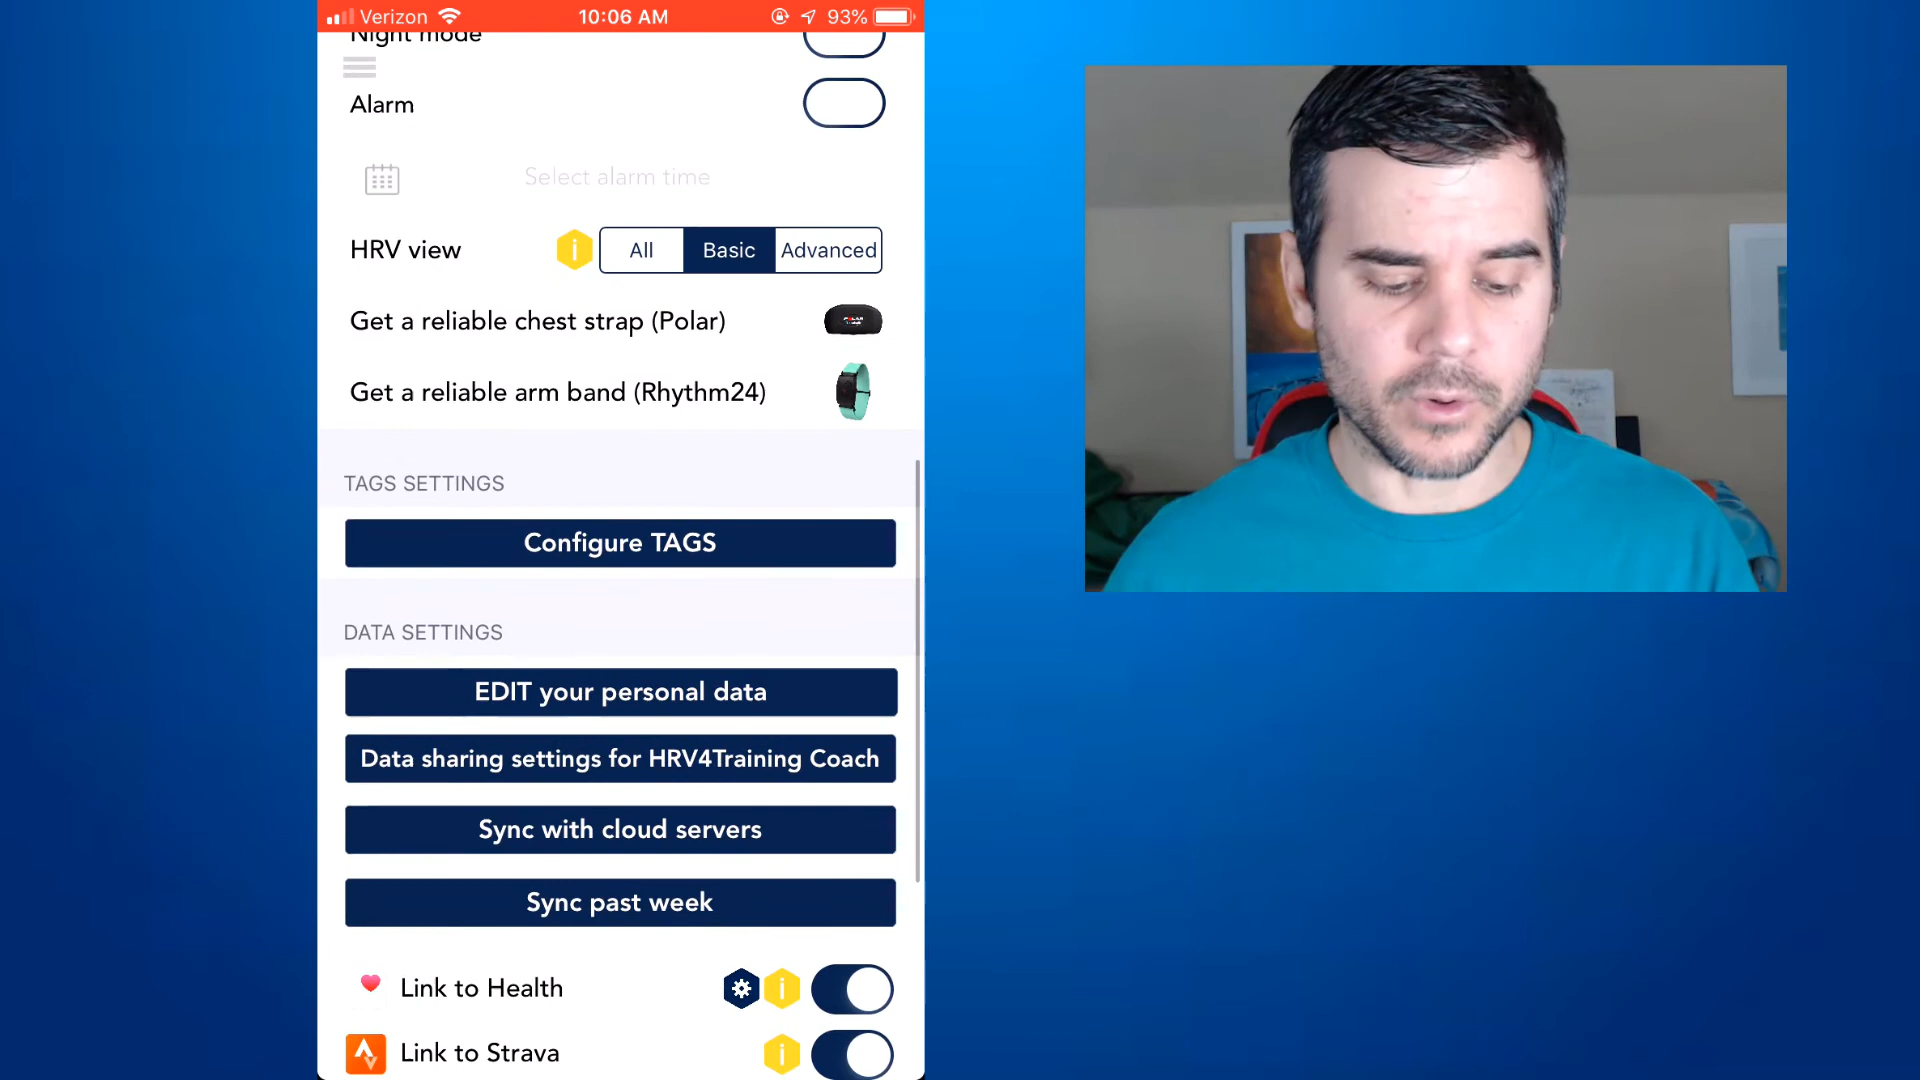 Verizon 10:06 AM 93%
Night mode
Alarm
Select alarm time
HRV view i All Basic Advanced
Get a reliable chest strap (Polar)
Get a reliable arm band (Rhythm24)
TAGS SETTINGS
Configure TAGS
DATA SETTINGS
EDIT your personal data
Data sharing settings for HRV4Training Coach
Sync with cloud servers
Sync past week
Link to Health i
Link to Strava i